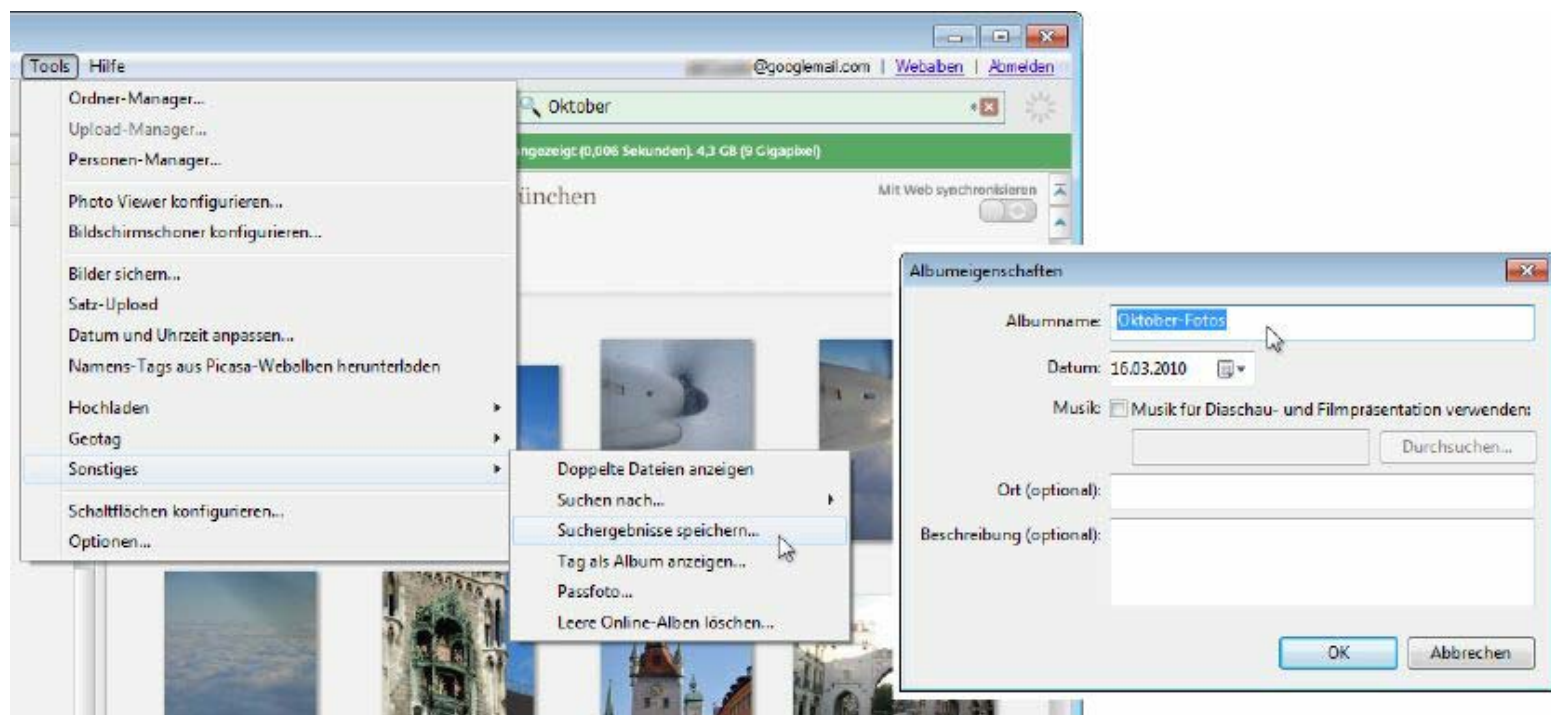 Tools Hilfe
@googlemail.com | Webalben | Abmelden
Ordner-Manager...
Upload-Manager...
Personen-Manager...
Photo Viewer konfigurieren...
Bildschirmschoner konfigurieren...
Bilder sichern...
Satz-Upload
Datum und Uhrzeit anpassen...
Namens-Tags aus Picasa-Webalben herunterladen
Hochladen
Geotag
Sonstiges
Schaltflächen konfigurieren...
Optionen...
Oktober
ngezeigt (0,006 Sekunden). 4,3 GB (9 Gigapixel)
ünchen
Mit Web synchronisieren
Doppelte Dateien anzeigen
Suchen nach...
Suchergebnisse speichern...
Tag als Album anzeigen...
Passfoto...
Leere Online-Alben löschen...
Albumeigenschaften
Albumname: Oktober-Fotos
Datum: 16.03.2010
Musik: Musik für Diaschau- und Filmpräsentation verwenden:
Durchsuchen...
Ort (optional):
Beschreibung (optional):
OK Abbrechen